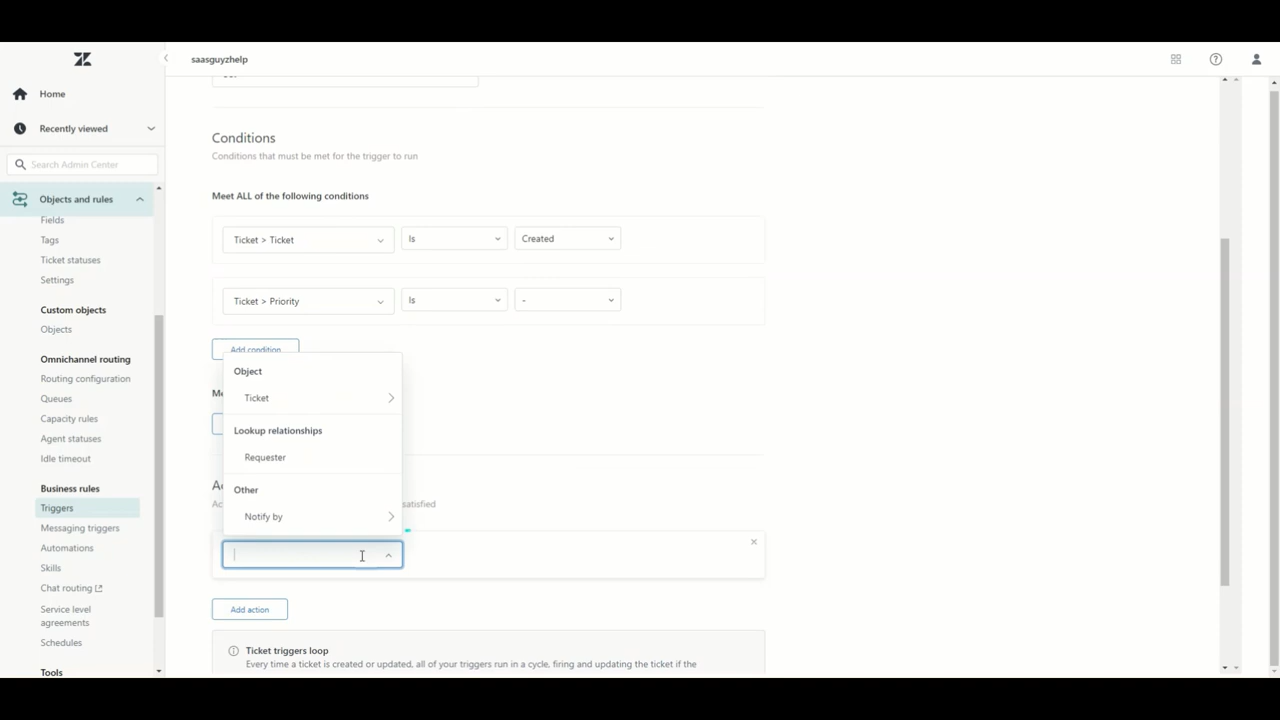 saasguyzhelp
Home
Recently viewed
Search Admin Center
Objects and rules
Fields
Tags
Ticket statuses
Settings
Custom objects
Objects
Omnichannel routing
Routing configuration
Queues
Capacity rules
Agent statuses
Idle timeout
Business rules
Triggers
Messaging triggers
Automations
Skills
Chat routing
Service level
agreements
Schedules
Tools
Conditions
Conditions that must be met for the trigger to run
Meet ALL of the following conditions
Ticket > Ticket Is Created
Ticket > Priority Is -
Add condition
Object
Ticket
Lookup relationships
Requester
Other
Notify by
satisfied
Add action
Ticket triggers loop
Every time a ticket is created or updated, all of your triggers run in a cycle, firing and updating the ticket if the